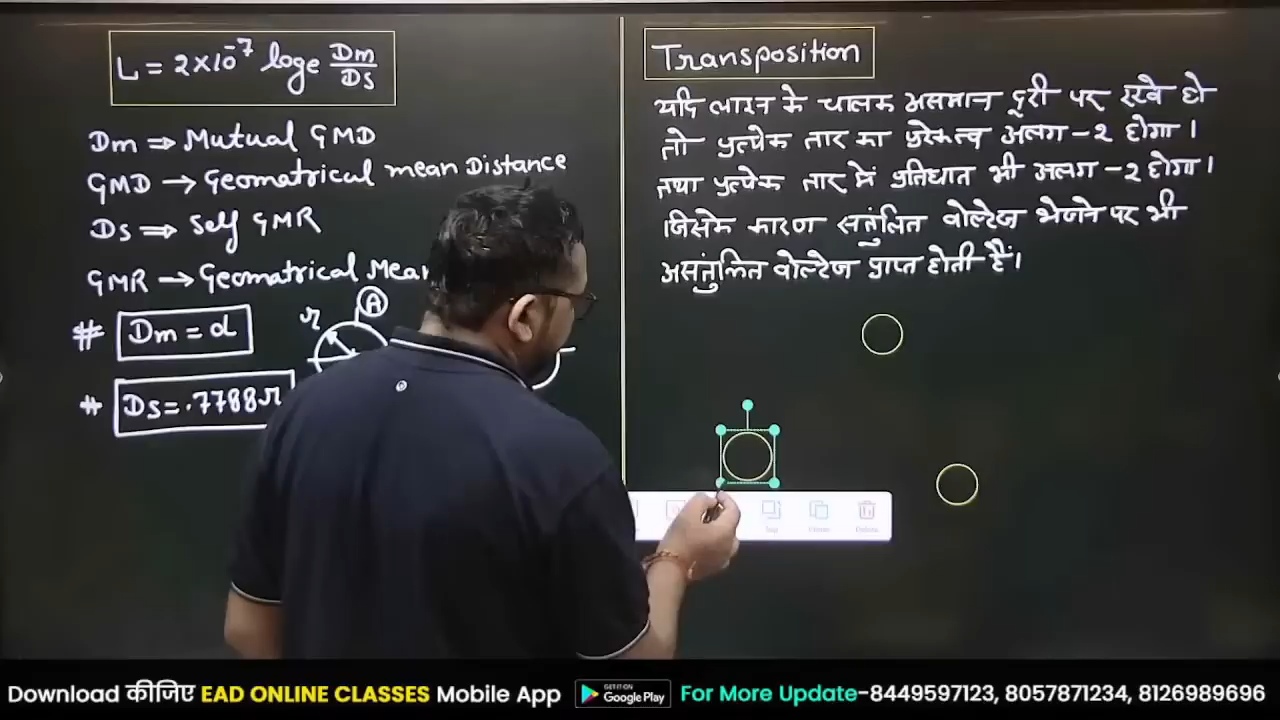 L = 2×10⁻⁷ loge Dm/Ds
Dm ⇒ Mutual GMD
GMD → Geomatrical mean Distance
Ds ⇒ Self GMR
GMR → Geomatrical Mean
# Dm = d
r
A
# Ds = .7788r
Transposition
यदि लाइन के चालक असमान दूरी पर रखे हो
तो प्रत्येक तार का प्रेरकत्व अलग-2 होगा।
तथा प्रत्येक तार में प्रतिघात भी अलग-2 होगा।
जिसके कारण सतुंलित वोल्टेज भेजने पर भी
असंतुलित वोल्टेज प्राप्त होती हैं।
Download कीजिए EAD ONLINE CLASSES Mobile App
GET IT ON
Google Play
For More Update-8449597123, 8057871234, 8126989696